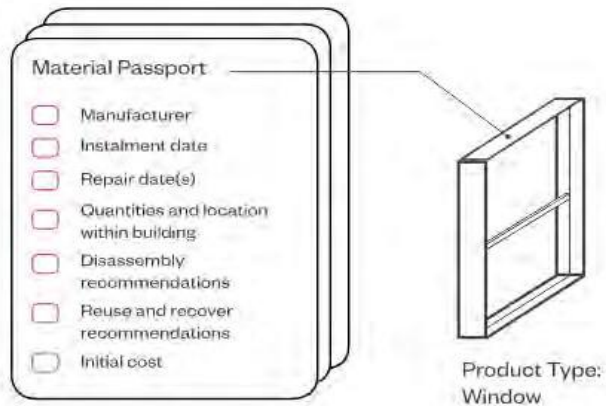 Material Passport
Manufacturer
Instalment date
Repair date(s)
Quantities and location
within building
Disassembly
recommendations
Reuse and recover
recommendations
Initial cost
Product Type:
Window